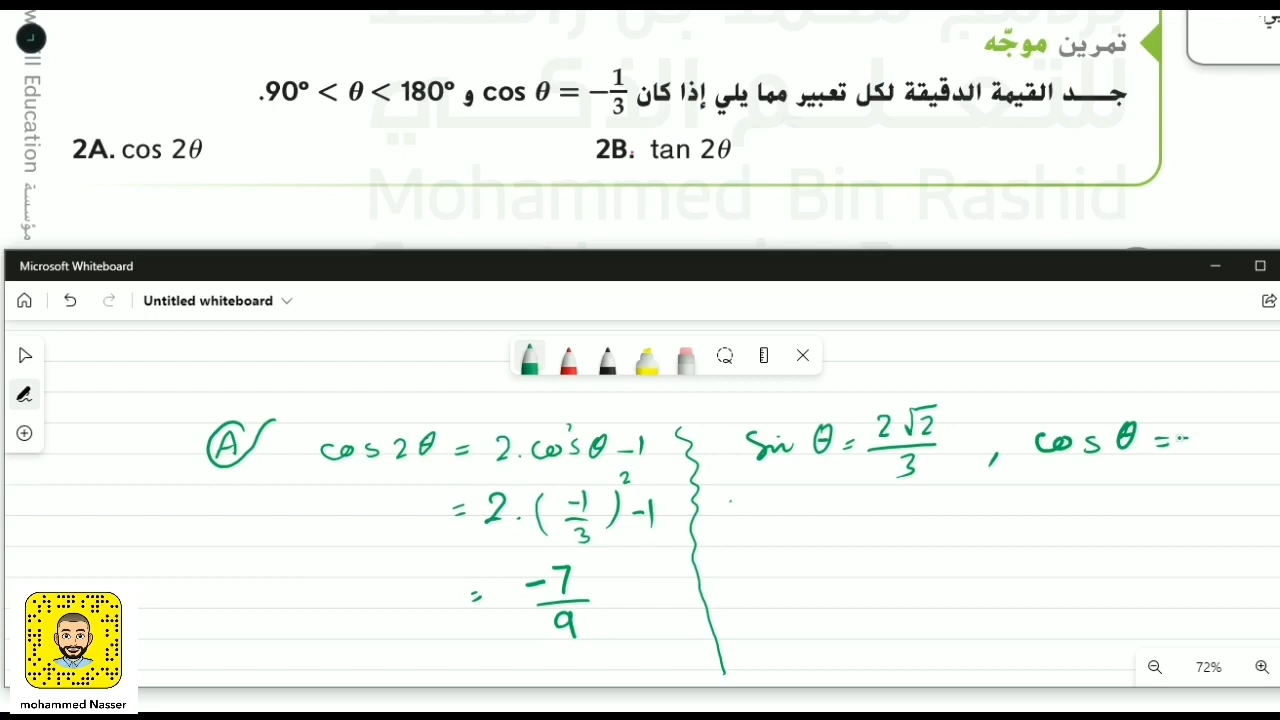 تمرين موجّه
جـــد القيمة الدقيقة لكل تعبير مما يلي إذا كان cos θ = −1/3 و 90° < θ < 180°.
2A. cos 2θ
2B. tan 2θ
ill Education مؤسسة
Mohammed Bin Rashid
Microsoft Whiteboard
Untitled whiteboard
A
cos 2θ = 2.cos²θ −1
= 2.(−1/3)² −1
= −7/9
Sin θ = 2√2/3 , cos θ =
72%
mohammed Nasser